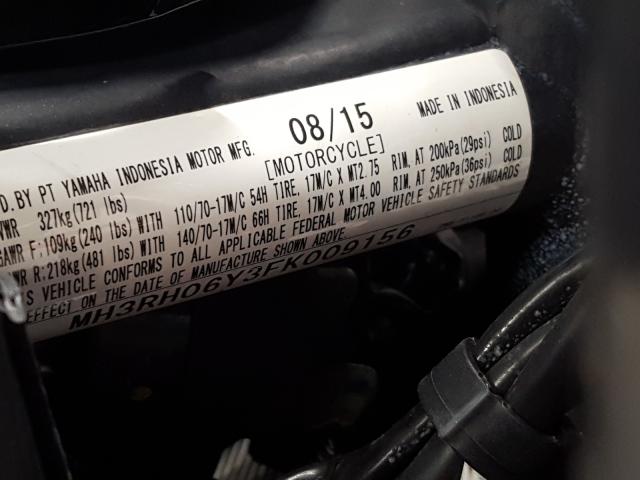 D.BY PT YAMAHA INDONESIA MOTOR MFG. 08/15 MADE IN INDONESIA
[MOTORCYCLE]
VWR 327kg(721 lbs)
GAWR F:109kg(240 lbs) WITH 110/70-17M/C 54H TIRE, 17M/C x MT2.75 RIM, AT 200kPa(29psi) COLD
WR R:218kg(481 lbs) WITH 140/70-17M/C 66H TIRE, 17M/C x MT4.00 RIM, AT 250kPa(36psi) COLD
S VEHICLE CONFORMS TO ALL APPLICABLE FEDERAL MOTOR VEHICLE SAFETY STANDARDS
EFFECT ON THE DATE OF MANUFACTURE SHOWN ABOVE.
MH3RH06Y3FK009156